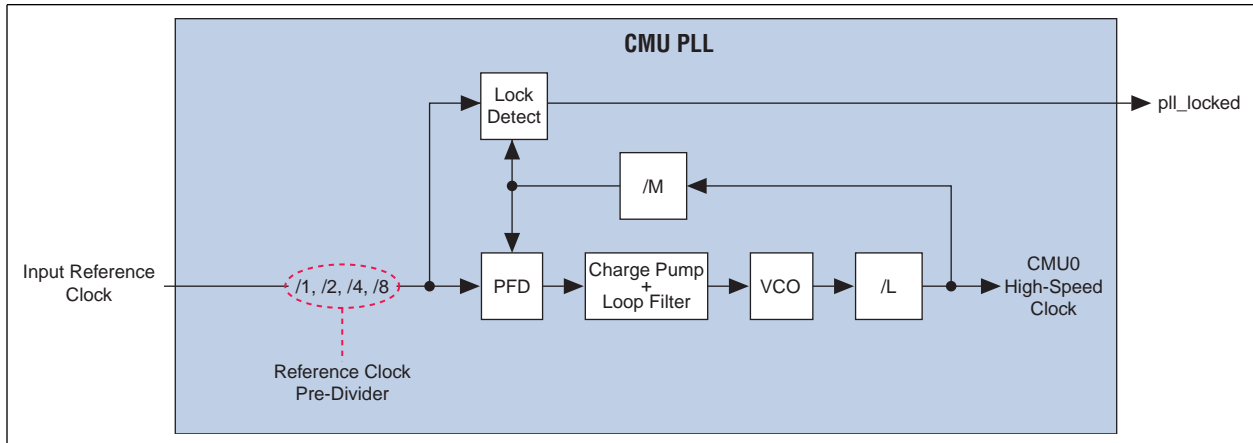 CMU PLL
Lock
Detect
pll_locked
/M
Input Reference
Clock
/1, /2, /4, /8
PFD
Charge Pump
+
Loop Filter
VCO
/L
CMU0
High-Speed
Clock
Reference Clock
Pre-Divider